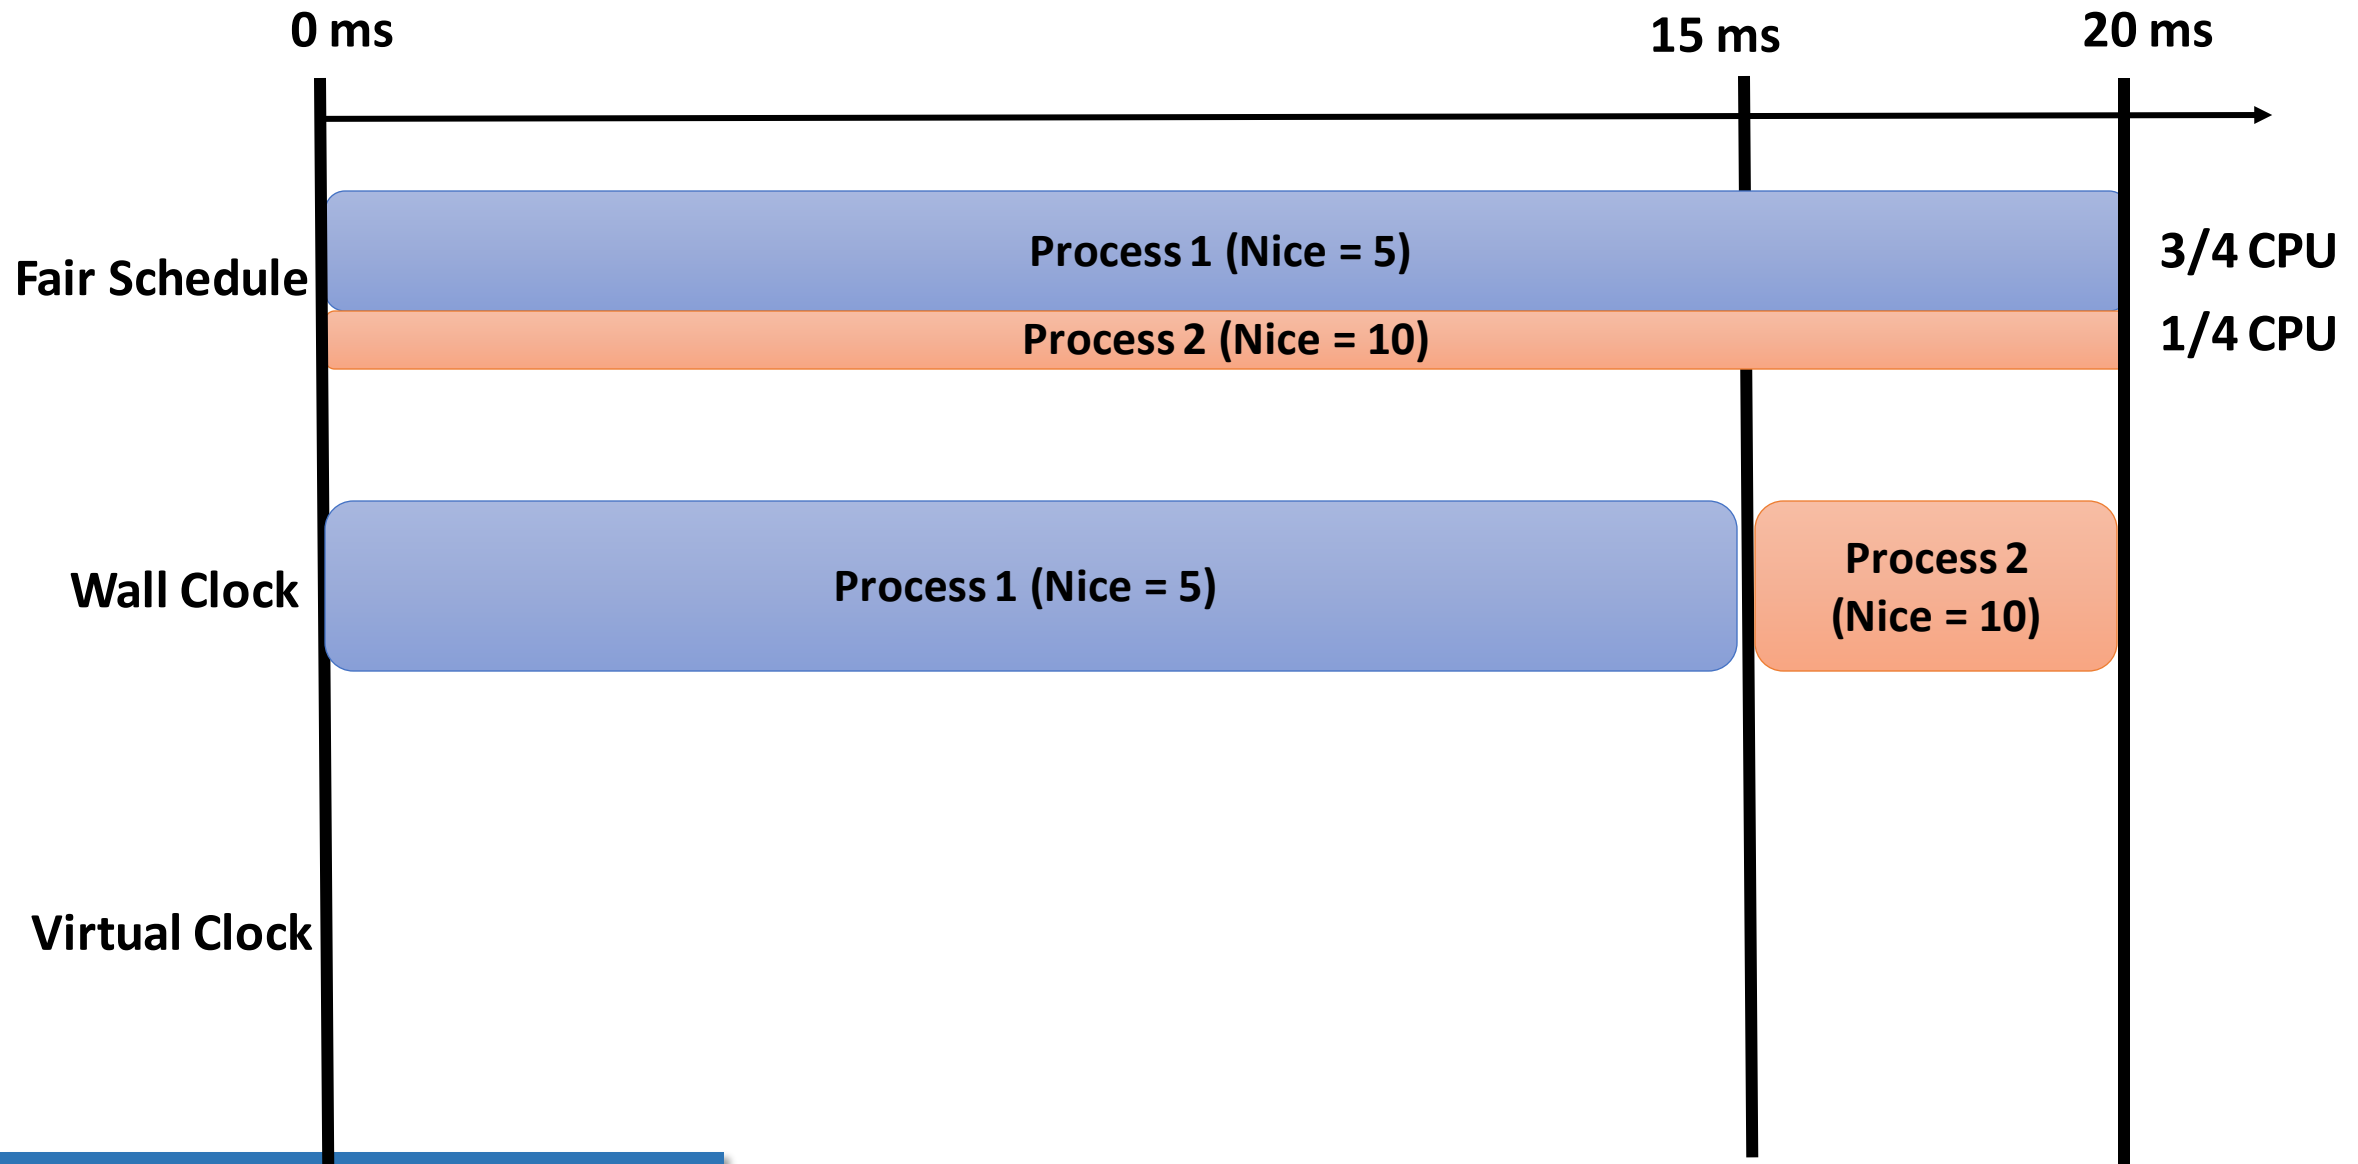 0 ms
15 ms
20 ms
Fair Schedule
Process 1 (Nice = 5)
3/4 CPU
Process 2 (Nice = 10)
1/4 CPU
Wall Clock
Process 1 (Nice = 5)
Process 2
(Nice = 10)
Virtual Clock